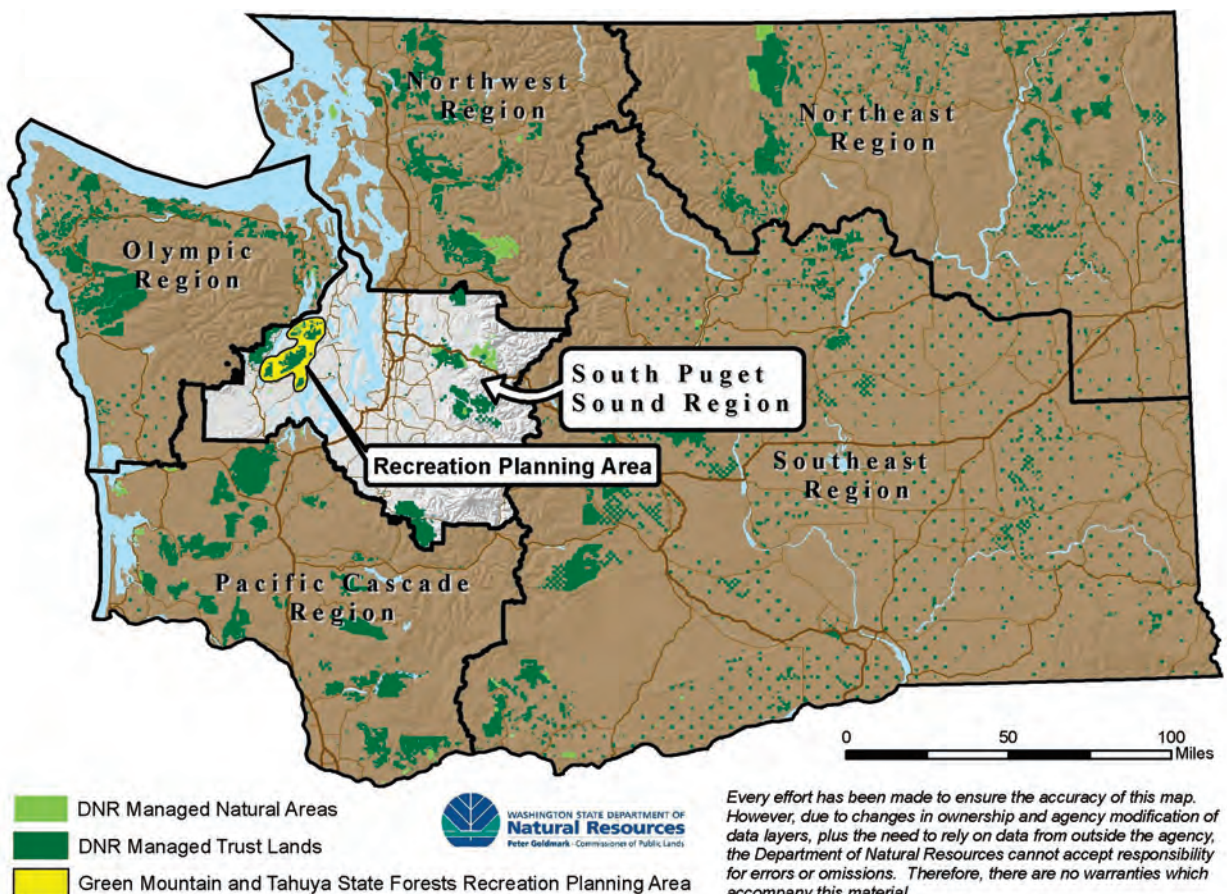 Northwest
Region
Northeast
Region
Olympic
Region
South Puget
Sound Region
Recreation Planning Area
Southeast
Region
Pacific Cascade
Region
0 50 100
Miles
DNR Managed Natural Areas
DNR Managed Trust Lands
Green Mountain and Tahuya State Forests Recreation Planning Area
WASHINGTON STATE DEPARTMENT OF
Natural Resources
Peter Goldmark - Commissioner of Public Lands
Every effort has been made to ensure the accuracy of this map.
However, due to changes in ownership and agency modification of
data layers, plus the need to rely on data from outside the agency,
the Department of Natural Resources cannot accept responsibility
for errors or omissions. Therefore, there are no warranties which
accompany this material.